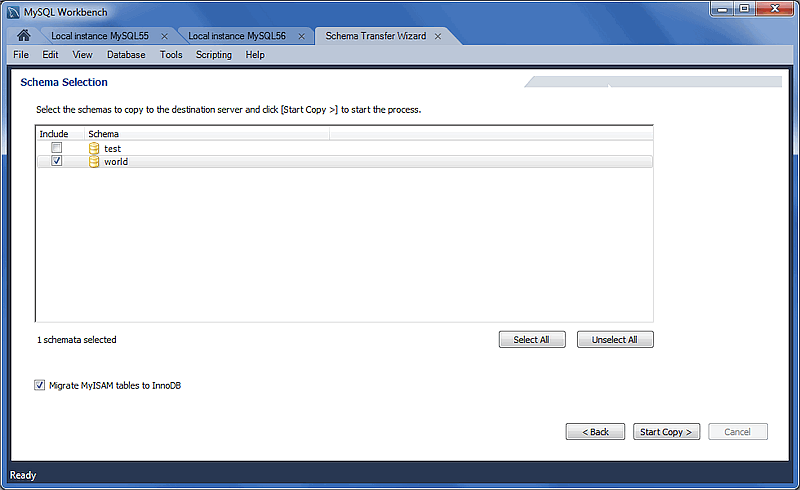 MySQL Workbench
Local instance MySQL55 Local instance MySQL56 Schema Transfer Wizard
File Edit View Database Tools Scripting Help
Schema Selection
Select the schemas to copy to the destination server and click [Start Copy >] to start the process.
Include Schema
test
world
1 schemata selected Select All Unselect All
Migrate MyISAM tables to InnoDB
< Back Start Copy > Cancel
Ready